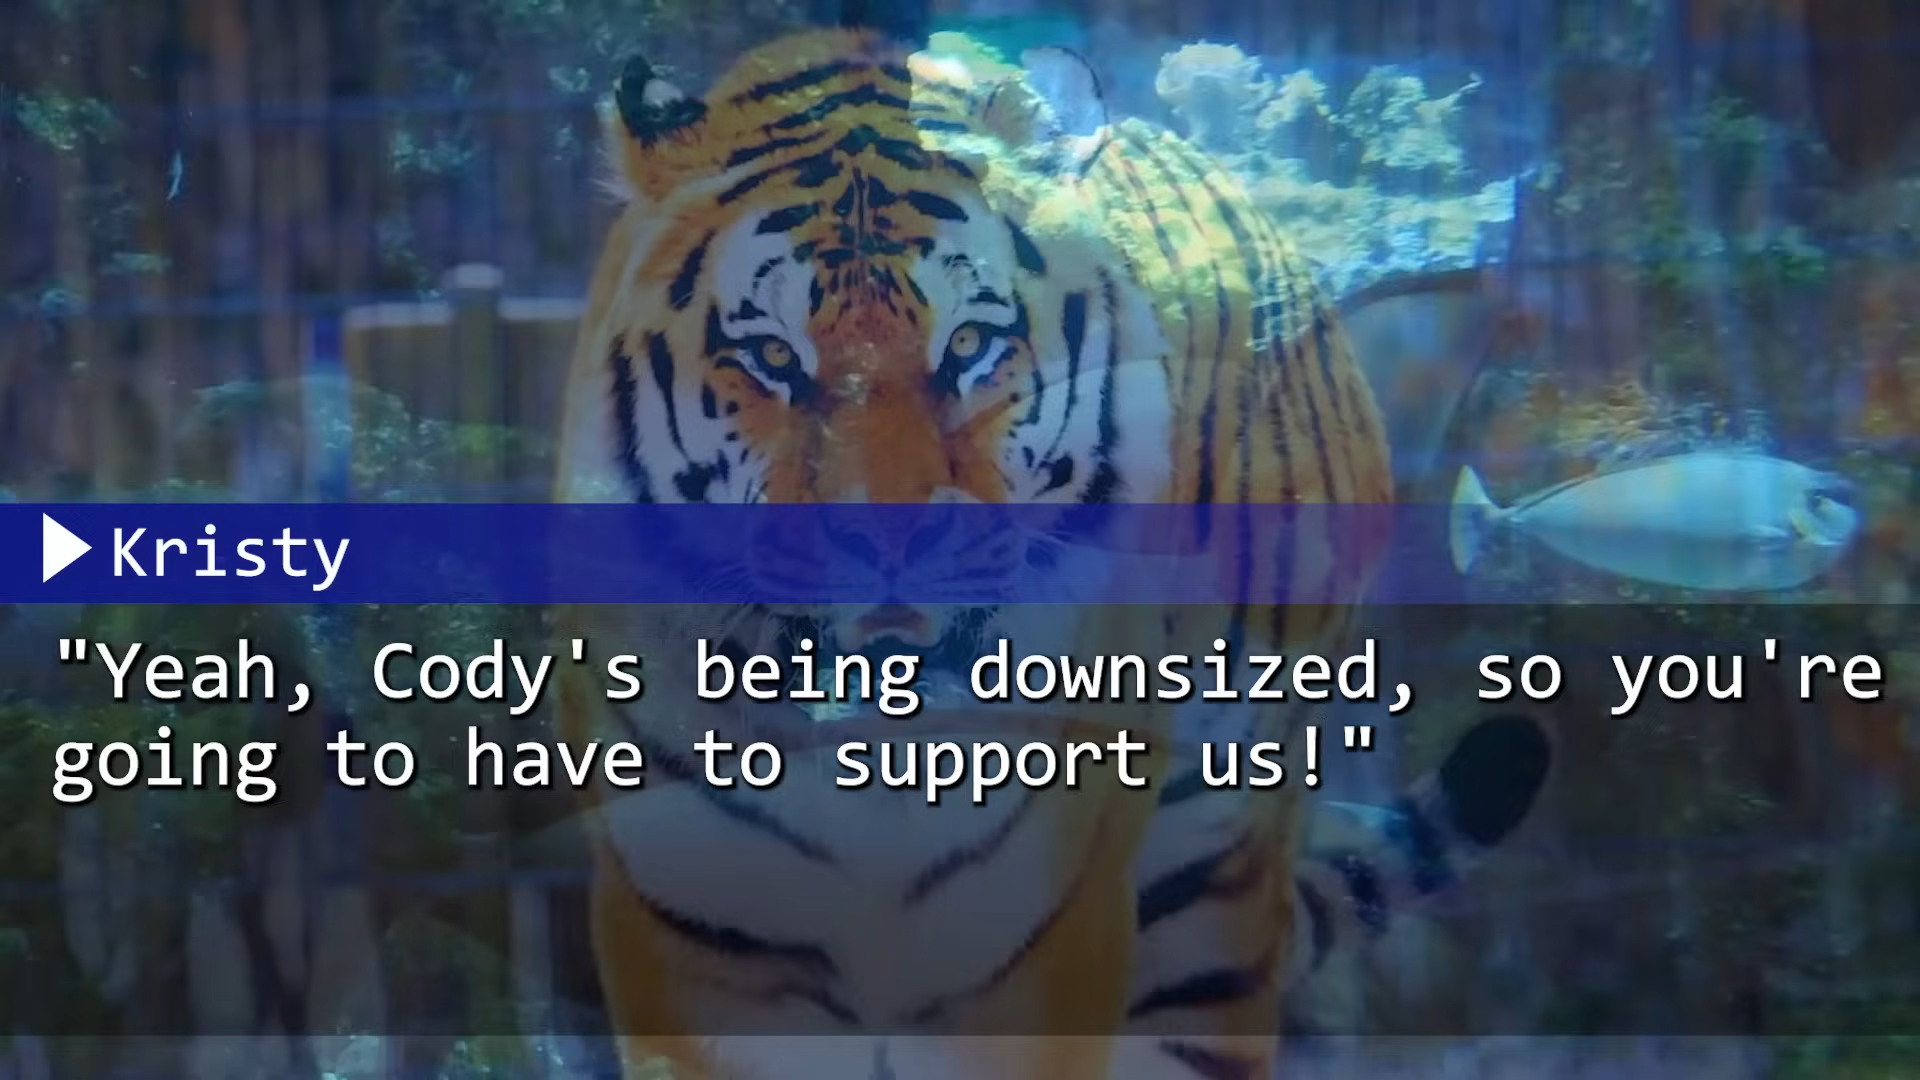 Kristy
"Yeah, Cody's being downsized, so you're
going to have to support us!"